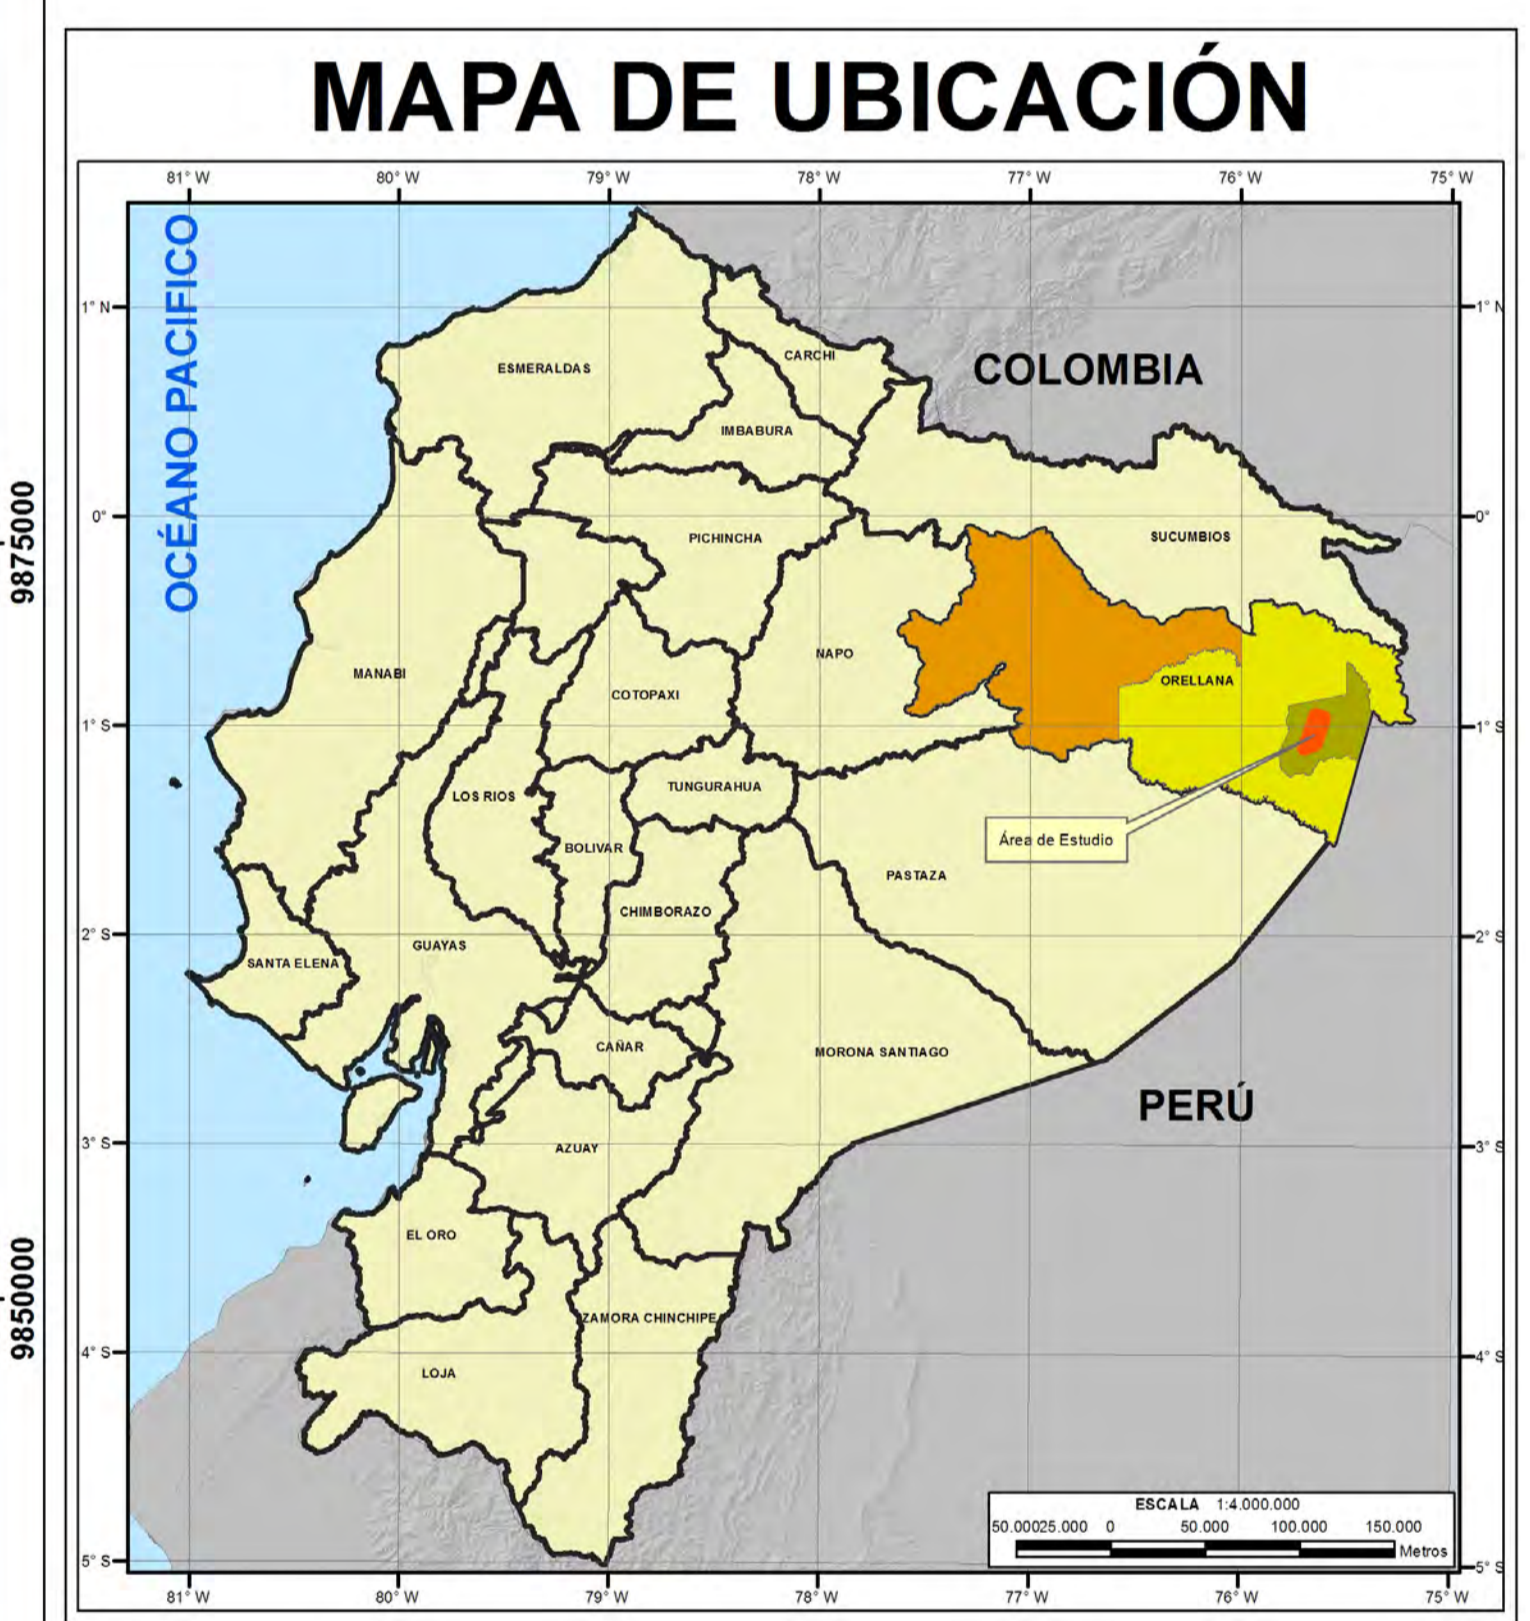 MAPA DE UBICACIÓN
81° W 80° W 79° W 78° W 77° W 76° W 75° W
OCÉANO PACIFICO
1° N 1° N
COLOMBIA
CARCHI
ESMERALDAS
IMBABURA
9875000
0° 0°
PICHINCHA
SUCUMBIOS
NAPO
MANABI
ORELLANA
COTOPAXI
1° S 1° S
TUNGURAHUA
LOS RIOS
Área de Estudio
BOLIVAR
PASTAZA
CHIMBORAZO
2° S 2° S
GUAYAS
SANTA ELENA
CAÑAR
MORONA SANTIAGO
PERÚ
3° S 3° S
AZUAY
EL ORO
9850000
ZAMORA CHINCHIPE
4° S 4° S
LOJA
ESCALA 1:4.000.000
50.00025.000 0 50.000 100.000 150.000
Metros
5° S 5° S
81° W 80° W 79° W 78° W 77° W 76° W 75° W